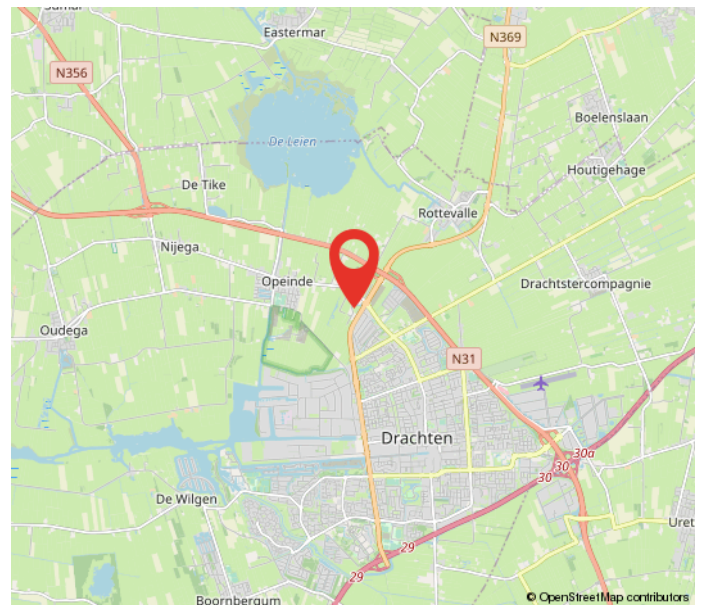 Eastermar
N369
N356
Boelenslaan
De Leien
Houtigehage
De Tike
Rottevalle
Nijega
Opeinde
Drachtstercompagnie
Oudega
N31
Drachten
30a
30
30
De Wilgen
Uret
29
29
Boornbergum
© OpenStreetMap contributors